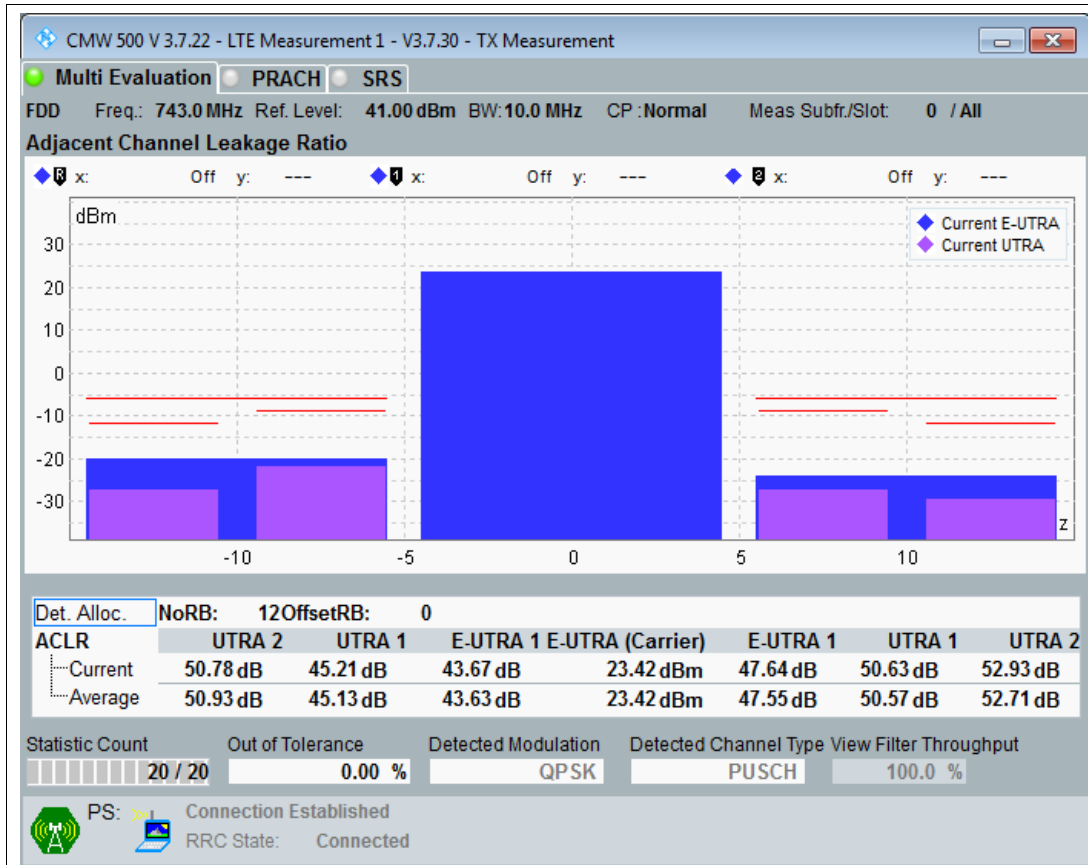 CMW 500 V 3.7.22 - LTE Measurement 1 - V3.7.30 - TX Measurement
Multi Evaluation PRACH SRS
FDD Freq.: 743.0 MHz Ref. Level: 41.00 dBm BW: 10.0 MHz CP : Normal Meas Subfr./Slot: 0 / All
Adjacent Channel Leakage Ratio
R x: Off y: --- 1 x: Off y: --- 2 x: Off y: ---
dBm
Current E-UTRA
Current UTRA
30
20
10
0
-10
-20
-30
z
-10 -5 0 5 10
Det. Alloc. NoRB: 12 OffsetRB: 0
ACLR UTRA 2 UTRA 1 E-UTRA 1 E-UTRA (Carrier) E-UTRA 1 UTRA 1 UTRA 2
Current 50.78 dB 45.21 dB 43.67 dB 23.42 dBm 47.64 dB 50.63 dB 52.93 dB
Average 50.93 dB 45.13 dB 43.63 dB 23.42 dBm 47.55 dB 50.57 dB 52.71 dB
Statistic Count Out of Tolerance Detected Modulation Detected Channel Type View Filter Throughput
20 / 20 0.00 % QPSK PUSCH 100.0 %
PS: Connection Established
RRC State: Connected